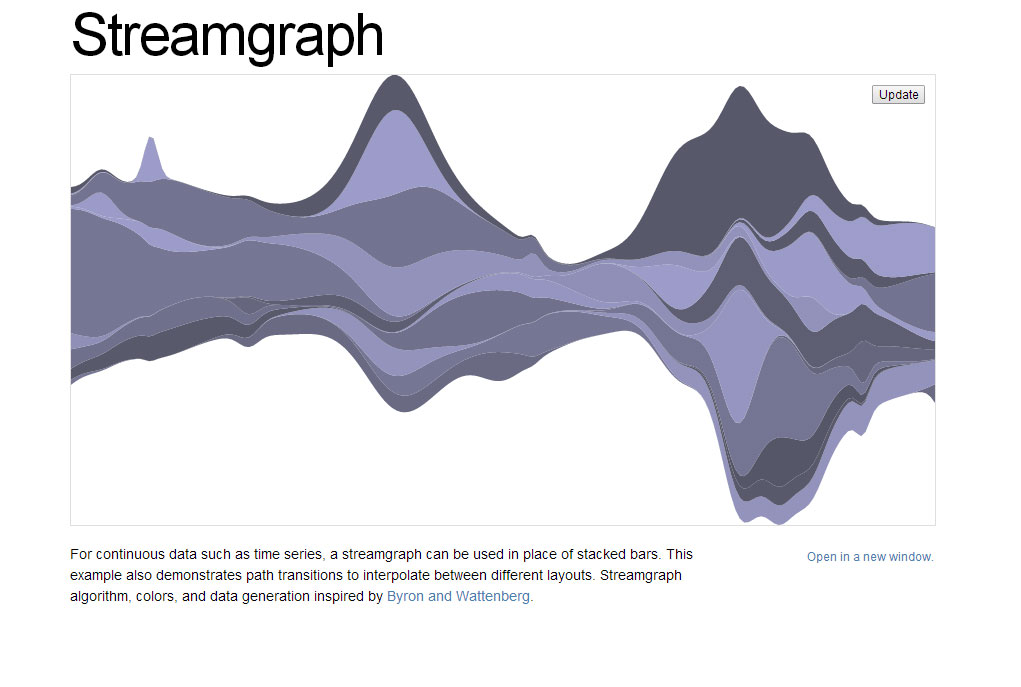 Streamgraph
Update
For continuous data such as time series, a streamgraph can be used in place of stacked bars. This
example also demonstrates path transitions to interpolate between different layouts. Streamgraph
algorithm, colors, and data generation inspired by Byron and Wattenberg.
Open in a new window.